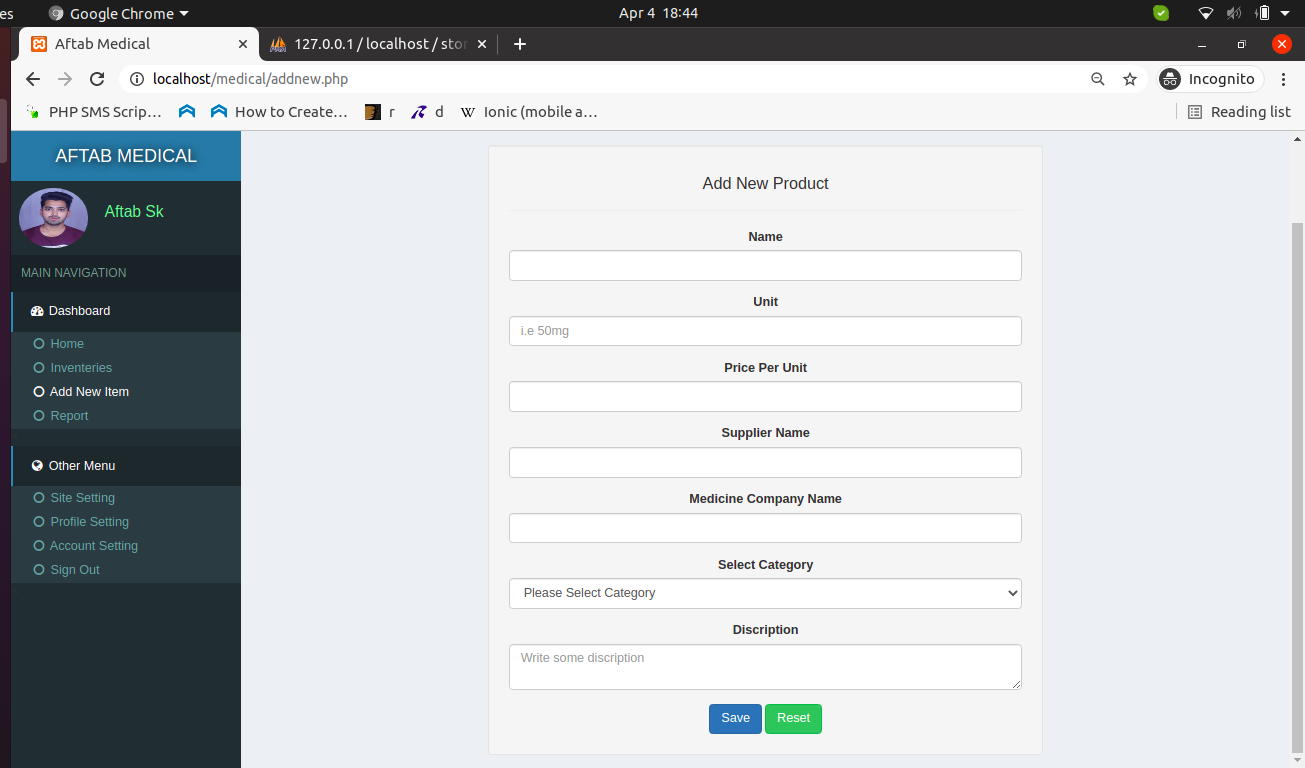 es
Google Chrome
Apr 4 18:44
Aftab Medical
127.0.0.1 / localhost / stor
localhost/medical/addnew.php
Incognito
PHP SMS Scrip…
How to Create…
r
d
W Ionic (mobile a…
Reading list
AFTAB MEDICAL
Aftab Sk
MAIN NAVIGATION
Dashboard
Home
Inventeries
Add New Item
Report
Other Menu
Site Setting
Profile Setting
Account Setting
Sign Out
Add New Product
Name
Unit
i.e 50mg
Price Per Unit
Supplier Name
Medicine Company Name
Select Category
Please Select Category
Discription
Write some discription
Save Reset